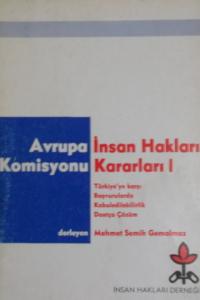 Avrupa İnsan Hakları
Komisyonu Kararları I
Türkiye'ye karşı
Başvurularda
Kabuledilebilirlik
Dostça Çözüm
derleyen Mehmet Semih Gemalmaz
İNSAN HAKLARI DERNEĞİ